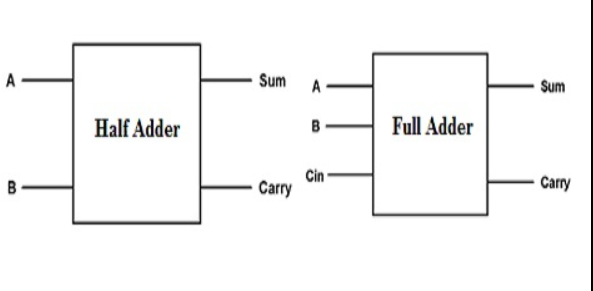 A
Half Adder
B
Sum
Carry
A
B
Cin
Full Adder
Sum
Carry